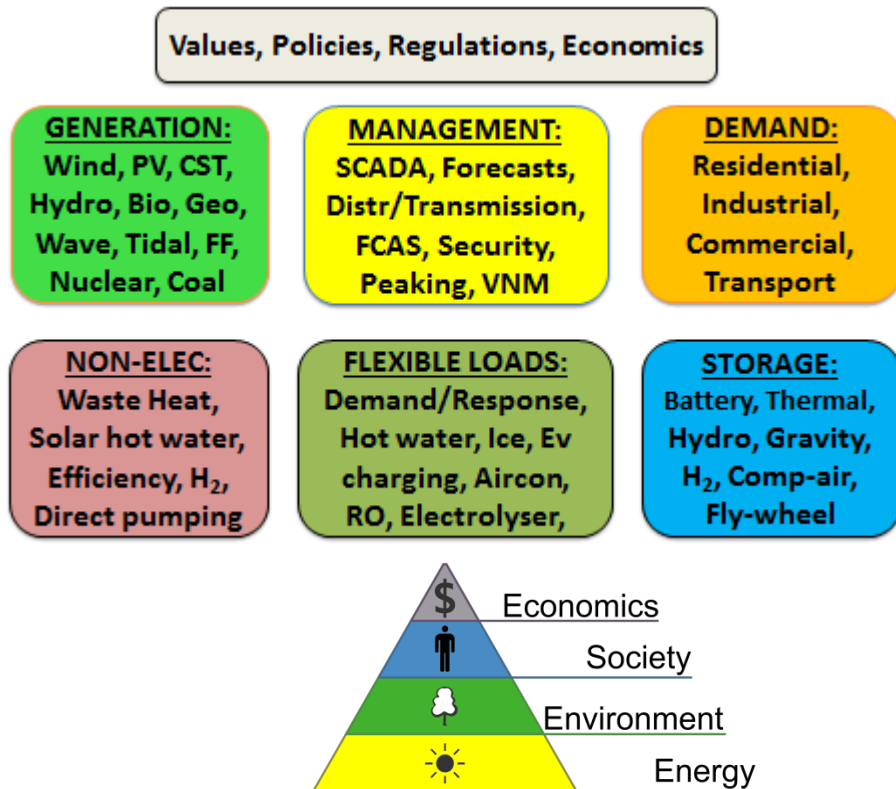 Values, Policies, Regulations, Economics
GENERATION:
Wind, PV, CST,
Hydro, Bio, Geo,
Wave, Tidal, FF,
Nuclear, Coal
MANAGEMENT:
SCADA, Forecasts,
Distr/Transmission,
FCAS, Security,
Peaking, VNM
DEMAND:
Residential,
Industrial,
Commercial,
Transport
NON-ELEC:
Waste Heat,
Solar hot water,
Efficiency, H₂,
Direct pumping
FLEXIBLE LOADS:
Demand/Response,
Hot water, Ice, Ev
charging, Aircon,
RO, Electrolyser,
STORAGE:
Battery, Thermal,
Hydro, Gravity,
H₂, Comp-air,
Fly-wheel
$
Economics
Society
Environment
Energy